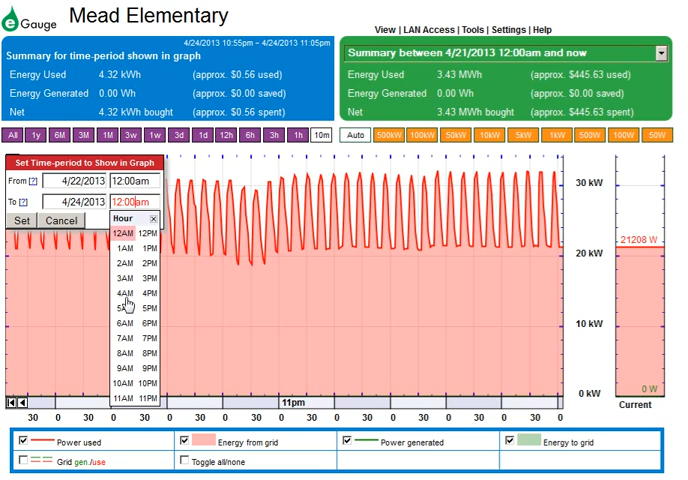 eGauge
Mead Elementary
View | LAN Access | Tools | Settings | Help
4/24/2013 10:55pm – 4/24/2013 11:05pm
Summary for time-period shown in graph
Energy Used 4.32 kWh (approx. $0.56 used)
Energy Generated 0.00 Wh (approx. $0.00 saved)
Net 4.32 kWh bought (approx. $0.56 spent)
Summary between 4/21/2013 12:00am and now
Energy Used 3.43 MWh (approx. $445.63 used)
Energy Generated 0.00 Wh (approx. $0.00 saved)
Net 3.43 MWh bought (approx. $445.63 spent)
All 1y 6M 3M 1M 3w 1w 3d 1d 12h 6h 3h 1h 10m Auto 500kW 100kW 50kW 10kW 5kW 1kW 500W 100W 50W
Set Time-period to Show in Graph
From [?] 4/22/2013 12:00am
To [?] 4/24/2013 12:00am
Set Cancel
Hour
12AM 12PM
1AM 1PM
2AM 2PM
3AM 3PM
4AM 4PM
5AM 5PM
6AM 6PM
7AM 7PM
8AM 8PM
9AM 9PM
10AM 10PM
11AM 11PM
30 kW
20 kW
10 kW
0 kW
21208 W
0 W
Current
11pm
30 0 30 0 30 0 30 0 30 0 30 0 30 0 30 0 30 0 30 0
Power used Energy from grid Power generated Energy to grid
Grid gen./use Toggle all/none